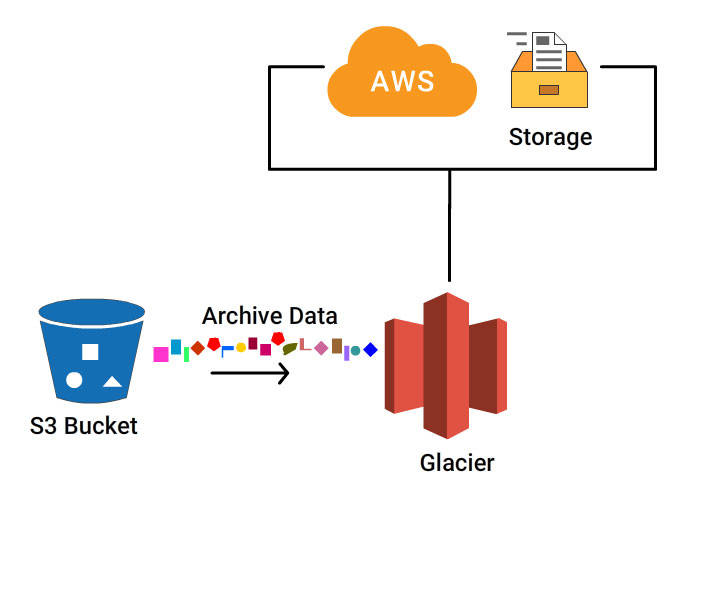 AWS
Storage
Archive Data
S3 Bucket
Glacier